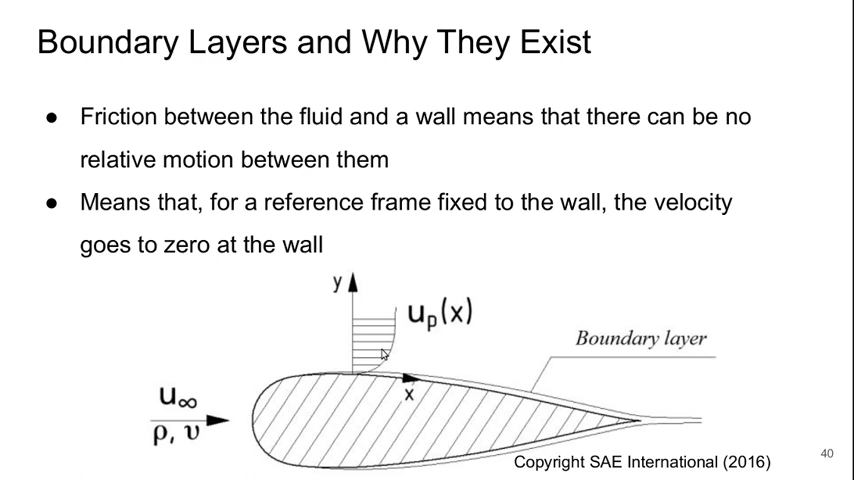 Boundary Layers and Why They Exist
● Friction between the fluid and a wall means that there can be no
relative motion between them
● Means that, for a reference frame fixed to the wall, the velocity
goes to zero at the wall
y
uₚ(x)
Boundary layer
x
u∞
ρ, υ
Copyright SAE International (2016)
40